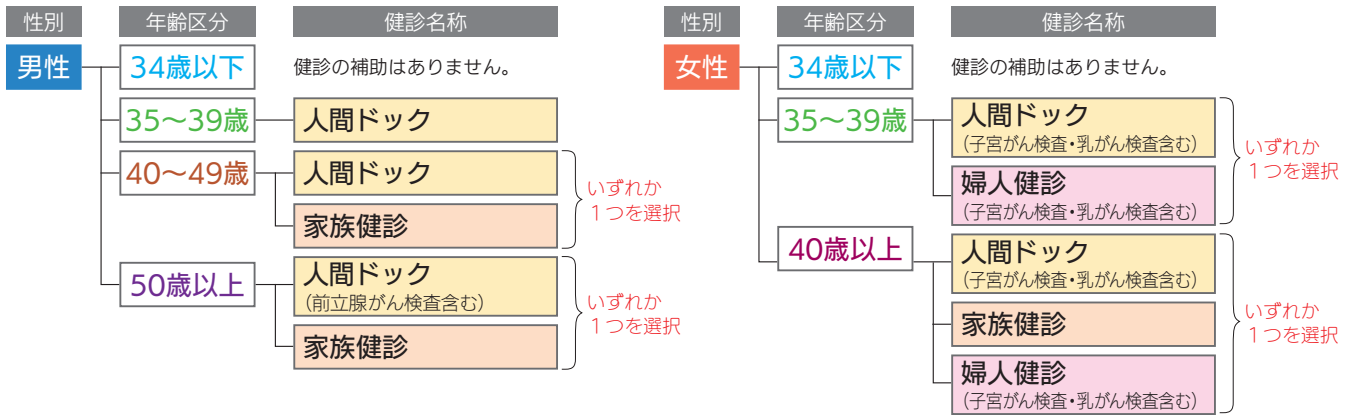 性別 年齢区分 健診名称
男性 34歳以下 健診の補助はありません。
35〜39歳 人間ドック
40〜49歳 人間ドック
家族健診
いずれか
1つを選択
50歳以上 人間ドック
（前立腺がん検査含む）
家族健診
いずれか
1つを選択
性別 年齢区分 健診名称
女性 34歳以下 健診の補助はありません。
35〜39歳 人間ドック
（子宮がん検査・乳がん検査含む）
婦人健診
（子宮がん検査・乳がん検査含む）
いずれか
1つを選択
40歳以上 人間ドック
（子宮がん検査・乳がん検査含む）
家族健診
婦人健診
（子宮がん検査・乳がん検査含む）
いずれか
1つを選択